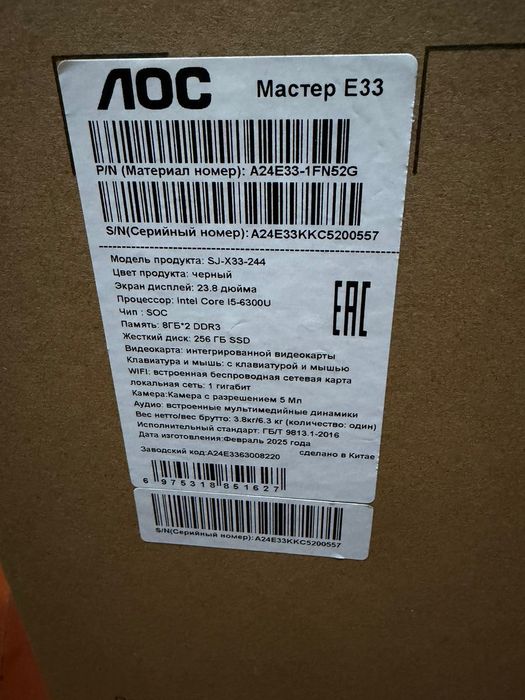 AOC Мастер E33
P/N (Материал номер): A24E33-1FN52G
S/N(Серийный номер): A24E33KKC5200557
Модель продукта: SJ-X33-244
Цвет продукта: черный
Экран дисплей: 23.8 дюйма
Процессор: Intel Core i5-6300U
Чип : SOC
Память: 8ГБ*2 DDR3
Жесткий диск: 256 ГБ SSD
Видеокарта: интегрированной видеокарты
Клавиатура и мышь: с клавиатурой и мышью
WIFI: встроенная беспроводная сетевая карта
локальная сеть: 1 гигабит
Камера:Камера с разрешением 5 Мп
Аудио: встроенные мультимедийные динамики
Вес нетто/вес брутто: 3.8кг/6.3 кг (количество: один)
Исполнительный стандарт: ГБ/Т 9813.1-2016
Дата изготовления:Февраль 2025 года
Заводский код:A24E3363008220 сделано в Китае
EAC
6 975318 851627
S/N(Серийный номер): A24E33KKC5200557